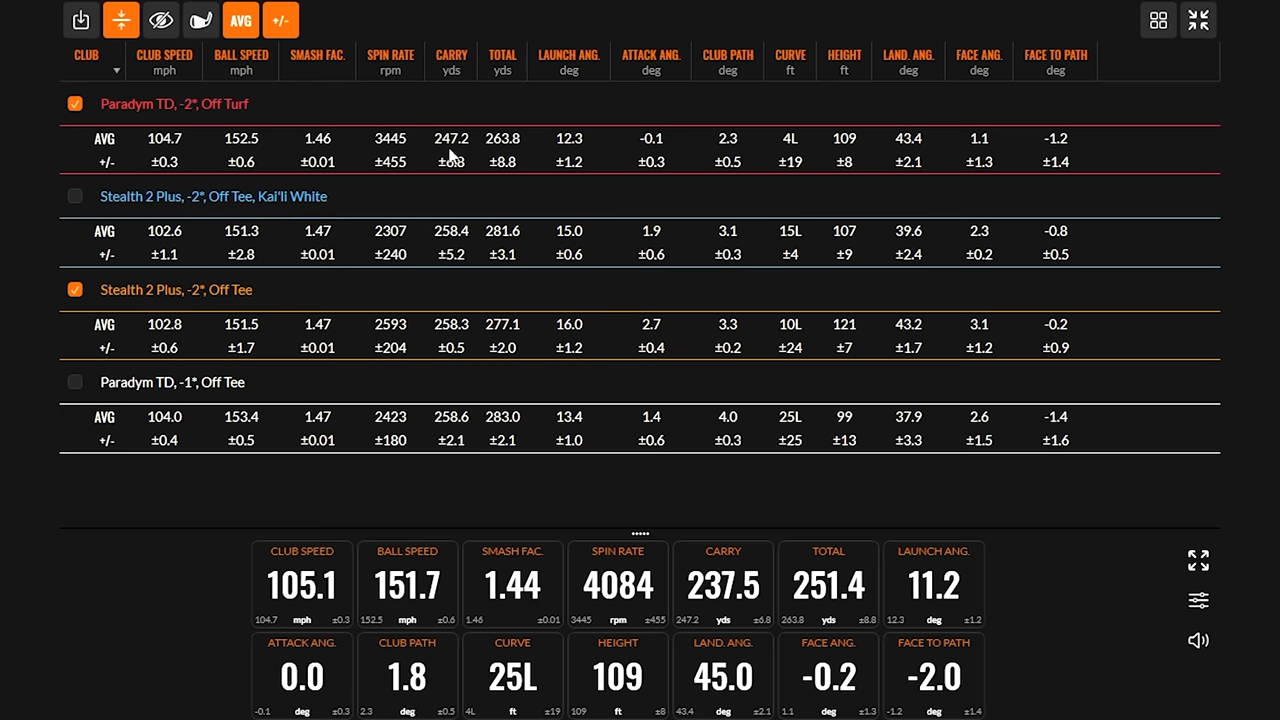 AVG +/-
CLUB CLUB SPEED BALL SPEED SMASH FAC. SPIN RATE CARRY TOTAL LAUNCH ANG. ATTACK ANG. CLUB PATH CURVE HEIGHT LAND. ANG. FACE ANG. FACE TO PATH
mph mph rpm yds yds deg deg deg ft ft deg deg deg
Paradym TD, -2*, Off Turf
AVG 104.7 152.5 1.46 3445 247.2 263.8 12.3 -0.1 2.3 4L 109 43.4 1.1 -1.2
+/- ±0.3 ±0.6 ±0.01 ±455 ±6.8 ±8.8 ±1.2 ±0.3 ±0.5 ±19 ±8 ±2.1 ±1.3 ±1.4
Stealth 2 Plus, -2*, Off Tee, Kai'li White
AVG 102.6 151.3 1.47 2307 258.4 281.6 15.0 1.9 3.1 15L 107 39.6 2.3 -0.8
+/- ±1.1 ±2.8 ±0.01 ±240 ±5.2 ±3.1 ±0.6 ±0.6 ±0.3 ±4 ±9 ±2.4 ±0.2 ±0.5
Stealth 2 Plus, -2*, Off Tee
AVG 102.8 151.5 1.47 2593 258.3 277.1 16.0 2.7 3.3 10L 121 43.2 3.1 -0.2
+/- ±0.6 ±1.7 ±0.01 ±204 ±0.5 ±2.0 ±1.2 ±0.4 ±0.2 ±24 ±7 ±1.7 ±1.2 ±0.9
Paradym TD, -1*, Off Tee
AVG 104.0 153.4 1.47 2423 258.6 283.0 13.4 1.4 4.0 25L 99 37.9 2.6 -1.4
+/- ±0.4 ±0.5 ±0.01 ±180 ±2.1 ±2.1 ±1.0 ±0.6 ±0.3 ±25 ±13 ±3.3 ±1.5 ±1.6
CLUB SPEED BALL SPEED SMASH FAC. SPIN RATE CARRY TOTAL LAUNCH ANG.
105.1 151.7 1.44 4084 237.5 251.4 11.2
104.7 mph ±0.3 152.5 mph ±0.6 1.46 ±0.01 3445 rpm ±455 247.2 yds ±6.8 263.8 yds ±8.8 12.3 deg ±1.2
ATTACK ANG. CLUB PATH CURVE HEIGHT LAND. ANG. FACE ANG. FACE TO PATH
0.0 1.8 25L 109 45.0 -0.2 -2.0
-0.1 deg ±0.3 2.3 deg ±0.5 4L ft ±19 109 ft ±8 43.4 deg ±2.1 1.1 deg ±1.3 -1.2 deg ±1.4